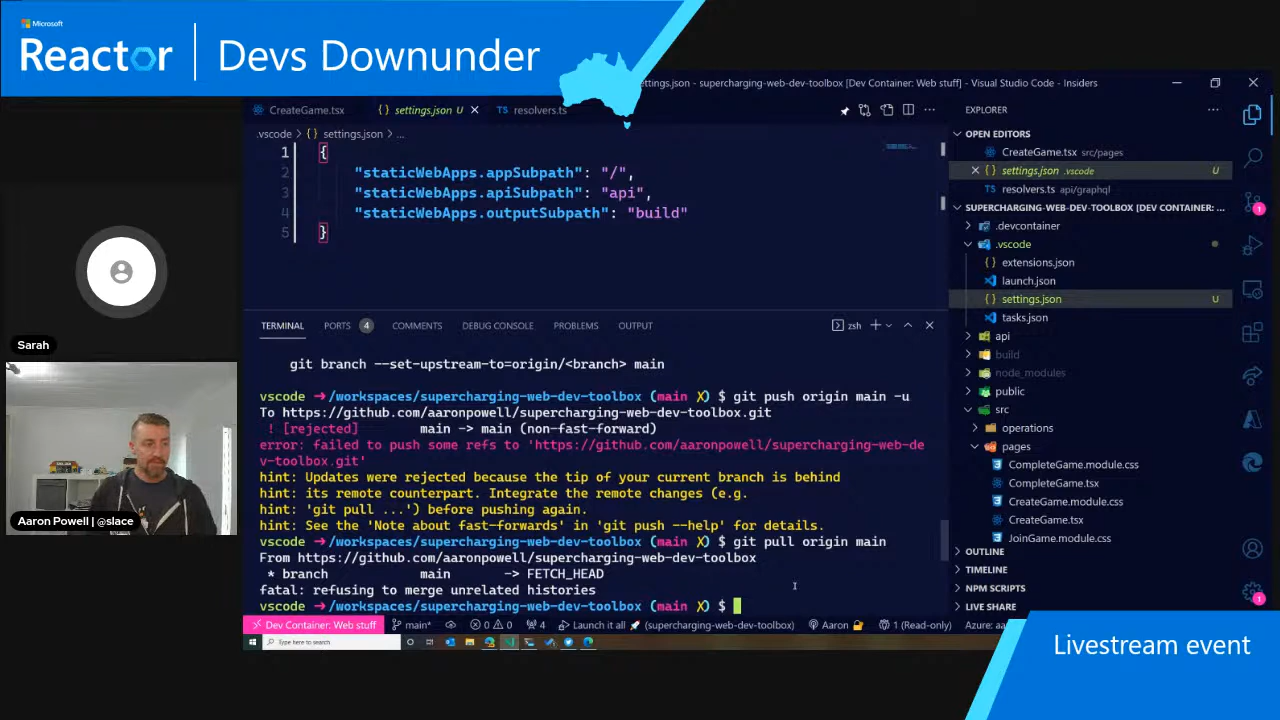 Microsoft
Reactor | Devs Downunder
settings.json - supercharging-web-dev-toolbox [Dev Container: Web stuff] - Visual Studio Code - Insiders
CreateGame.tsx
{ } settings.json U
TS resolvers.ts
.vscode > { } settings.json > ...
1 {
2 "staticWebApps.appSubpath": "/",
3 "staticWebApps.apiSubpath": "api",
4 "staticWebApps.outputSubpath": "build"
5 }
TERMINAL PORTS 4 COMMENTS DEBUG CONSOLE PROBLEMS OUTPUT
zsh
git branch --set-upstream-to=origin/<branch> main
vscode ➜ /workspaces/supercharging-web-dev-toolbox (main ✗) $ git push origin main -u
To https://github.com/aaronpowell/supercharging-web-dev-toolbox.git
! [rejected] main -> main (non-fast-forward)
error: failed to push some refs to 'https://github.com/aaronpowell/supercharging-web-de
v-toolbox.git'
hint: Updates were rejected because the tip of your current branch is behind
hint: its remote counterpart. Integrate the remote changes (e.g.
hint: 'git pull ...') before pushing again.
hint: See the 'Note about fast-forwards' in 'git push --help' for details.
vscode ➜ /workspaces/supercharging-web-dev-toolbox (main ✗) $ git pull origin main
From https://github.com/aaronpowell/supercharging-web-dev-toolbox
* branch main -> FETCH_HEAD
fatal: refusing to merge unrelated histories
vscode ➜ /workspaces/supercharging-web-dev-toolbox (main ✗) $
Dev Container: Web stuff main* 0 0 4 Launch it all 🚀 (supercharging-web-dev-toolbox) Aaron 1 (Read-only) Azure:
Type here to search
EXPLORER
OPEN EDITORS
CreateGame.tsx src/pages
{ } settings.json .vscode U
TS resolvers.ts api/graphql
SUPERCHARGING-WEB-DEV-TOOLBOX [DEV CONTAINER: ...
.devcontainer
.vscode
{ } extensions.json
launch.json
{ } settings.json U
tasks.json
api
build
node_modules
public
src
operations
pages
CompleteGame.module.css
CompleteGame.tsx
CreateGame.module.css
CreateGame.tsx
JoinGame.module.css
OUTLINE
TIMELINE
NPM SCRIPTS
LIVE SHARE
1
1
Sarah
Aaron Powell | @slace
Livestream event